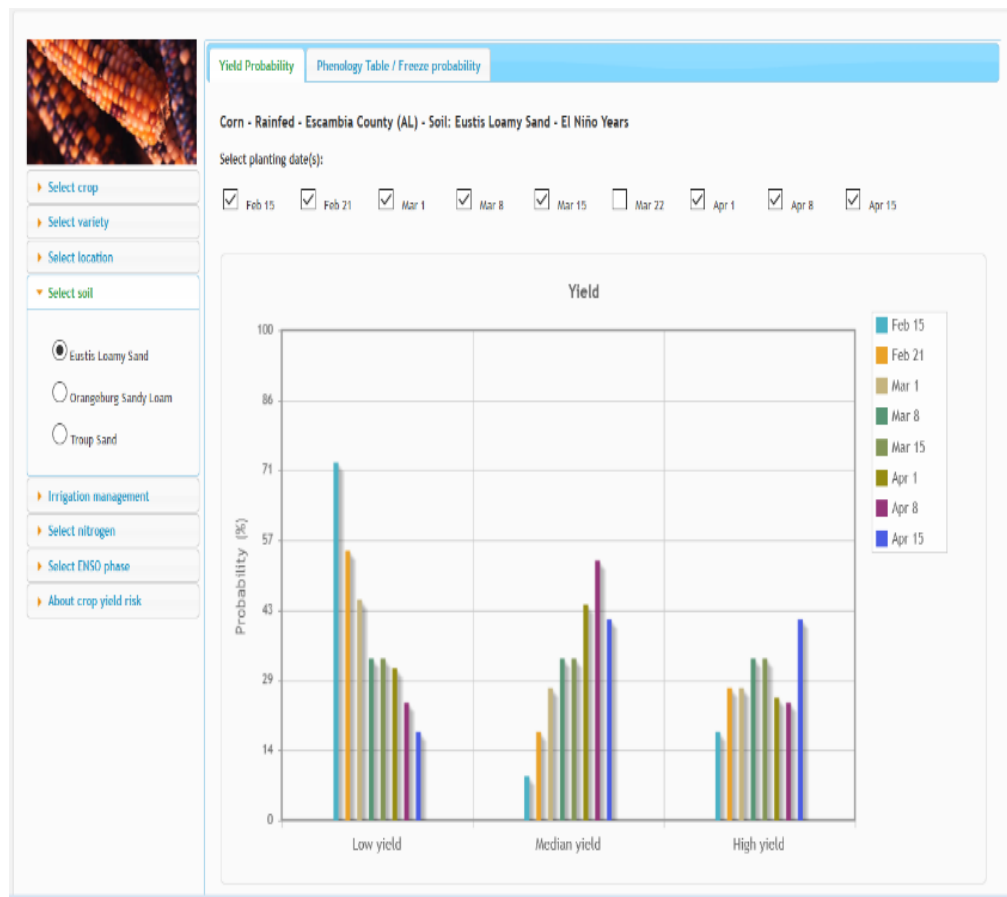 Yield Probability
Phenology Table / Freeze probability
Corn - Rainfed - Escambia County (AL) - Soil: Eustis Loamy Sand - El Niño Years
Select planting date(s):
Feb 15 Feb 21 Mar 1 Mar 8 Mar 15 Mar 22 Apr 1 Apr 8 Apr 15
Select crop
Select variety
Select location
Select soil
Eustis Loamy Sand
Orangeburg Sandy Loam
Troup Sand
Irrigation management
Select nitrogen
Select ENSO phase
About crop yield risk
Yield
Probability (%)
100
86
71
57
43
29
14
0
Low yield Median yield High yield
Feb 15
Feb 21
Mar 1
Mar 8
Mar 15
Apr 1
Apr 8
Apr 15